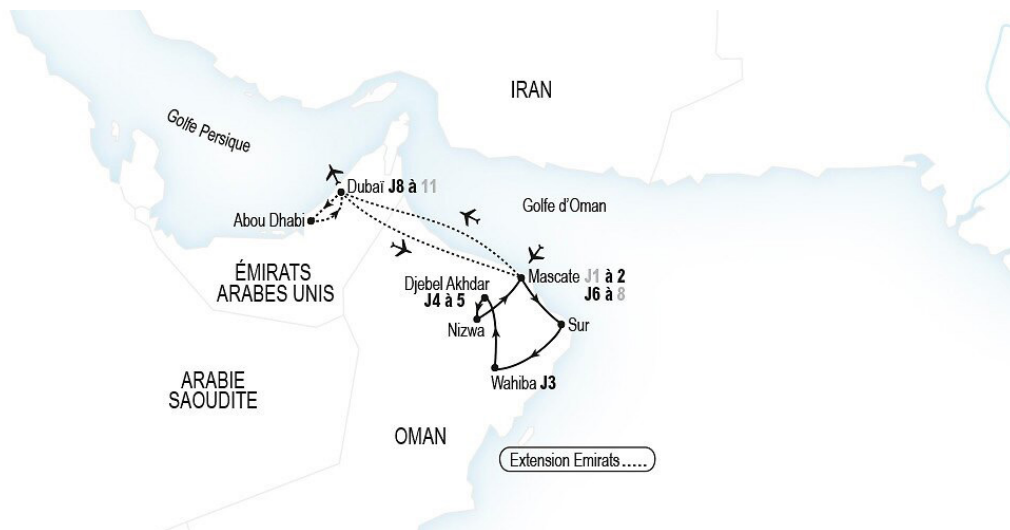 IRAN
Golfe Persique
Dubaï J8 à 11
Golfe d'Oman
Abou Dhabi
ÉMIRATS
ARABES UNIS
Mascate J1 à 2
J6 à 8
Djebel Akhdar
J4 à 5
Nizwa
Sur
Wahiba J3
ARABIE
SAOUDITE
OMAN
Extension Emirats.....